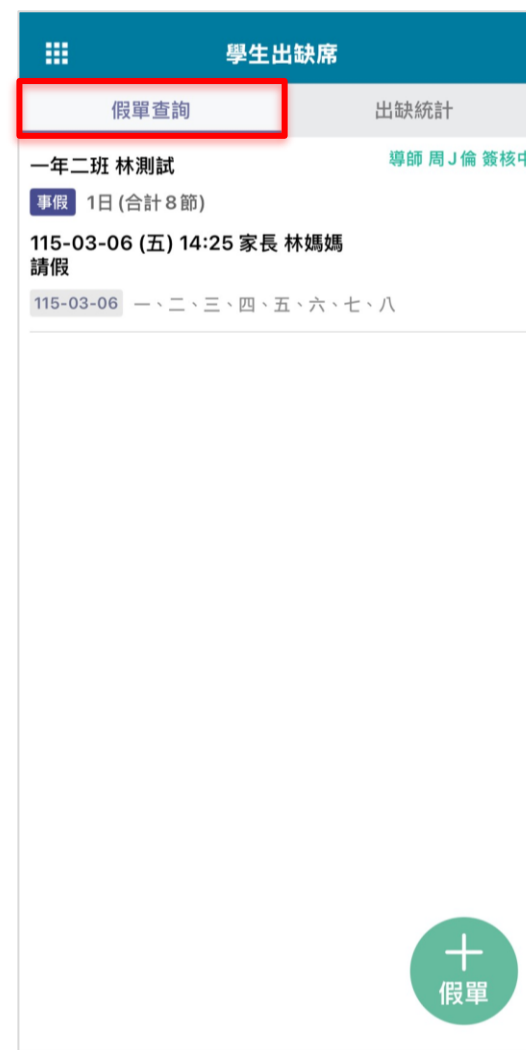 學生出缺席
假單查詢
出缺統計
一年二班 林測試
導師 周J倫 簽核中
事假 1日 (合計 8 節)
115-03-06 (五) 14:25 家長 林媽媽
請假
115-03-06 一、二、三、四、五、六、七、八
假單